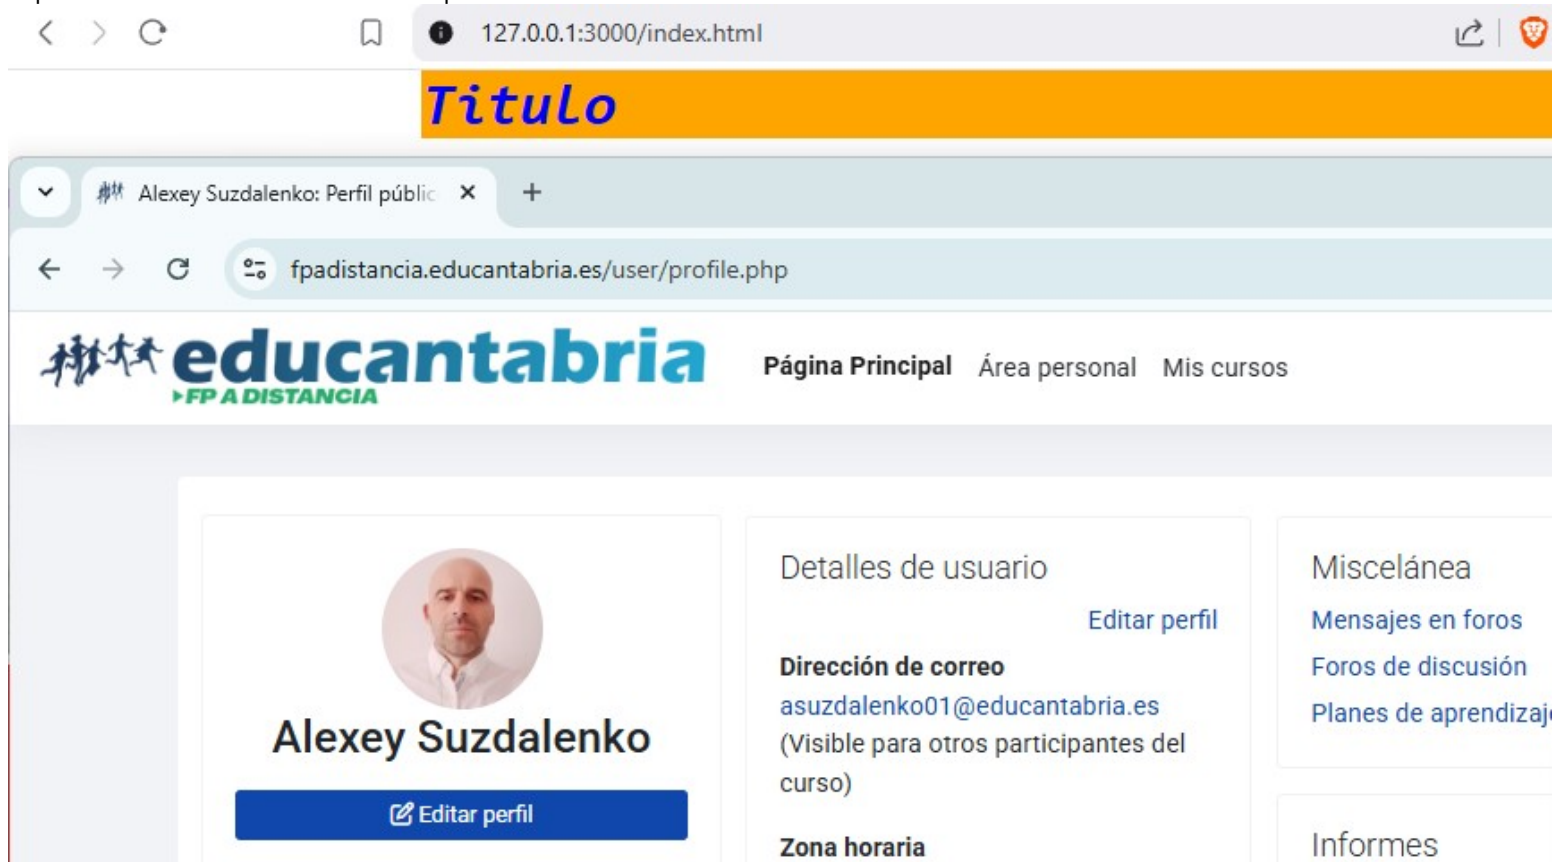 127.0.0.1:3000/index.html
Titulo
Alexey Suzdalenko: Perfil públic
fpadistancia.educantabria.es/user/profile.php
educantabria
FP A DISTANCIA
Página Principal Área personal Mis cursos
Detalles de usuario
Editar perfil
Dirección de correo
asuzdalenko01@educantabria.es
(Visible para otros participantes del
curso)
Zona horaria
Alexey Suzdalenko
Editar perfil
Miscelánea
Mensajes en foros
Foros de discusión
Planes de aprendizaje
Informes